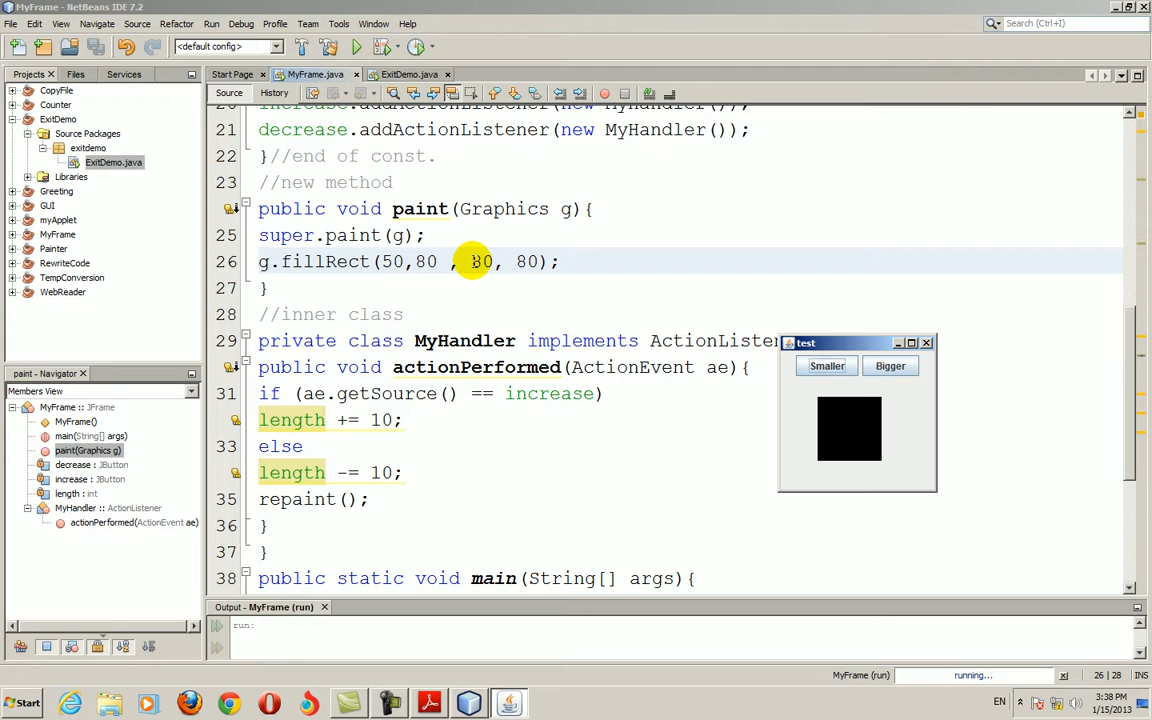 MyFrame - NetBeans IDE 7.2
File Edit View Navigate Source Refactor Run Debug Profile Team Tools Window Help
Search (Ctrl+I)
<default config>
Projects Files Services
Start Page MyFrame.java ExitDemo.java
Source History
CopyFile
Counter
ExitDemo
Source Packages
exitdemo
ExitDemo.java
Libraries
Greeting
GUI
myApplet
MyFrame
Painter
RewriteCode
TempConversion
WebReader
paint - Navigator
Members View
MyFrame :: JFrame
MyFrame()
main(String[] args)
paint(Graphics g)
decrease : JButton
increase : JButton
length : int
MyHandler :: ActionListener
actionPerformed(ActionEvent ae)
20 increase.addActionListener(new MyHandler());
21 decrease.addActionListener(new MyHandler());
22 }//end of const.
23 //new method
public void paint(Graphics g){
25 super.paint(g);
26 g.fillRect(50,80 , 80, 80);
27 }
28 //inner class
29 private class MyHandler implements ActionListen
public void actionPerformed(ActionEvent ae){
31 if (ae.getSource() == increase)
length += 10;
33 else
length -= 10;
35 repaint();
36 }
37 }
38 public static void main(String[] args){
test
Smaller Bigger
Output - MyFrame (run)
run:
MyFrame (run) running... 26 | 28 INS
Start EN 3:38 PM
1/15/2013